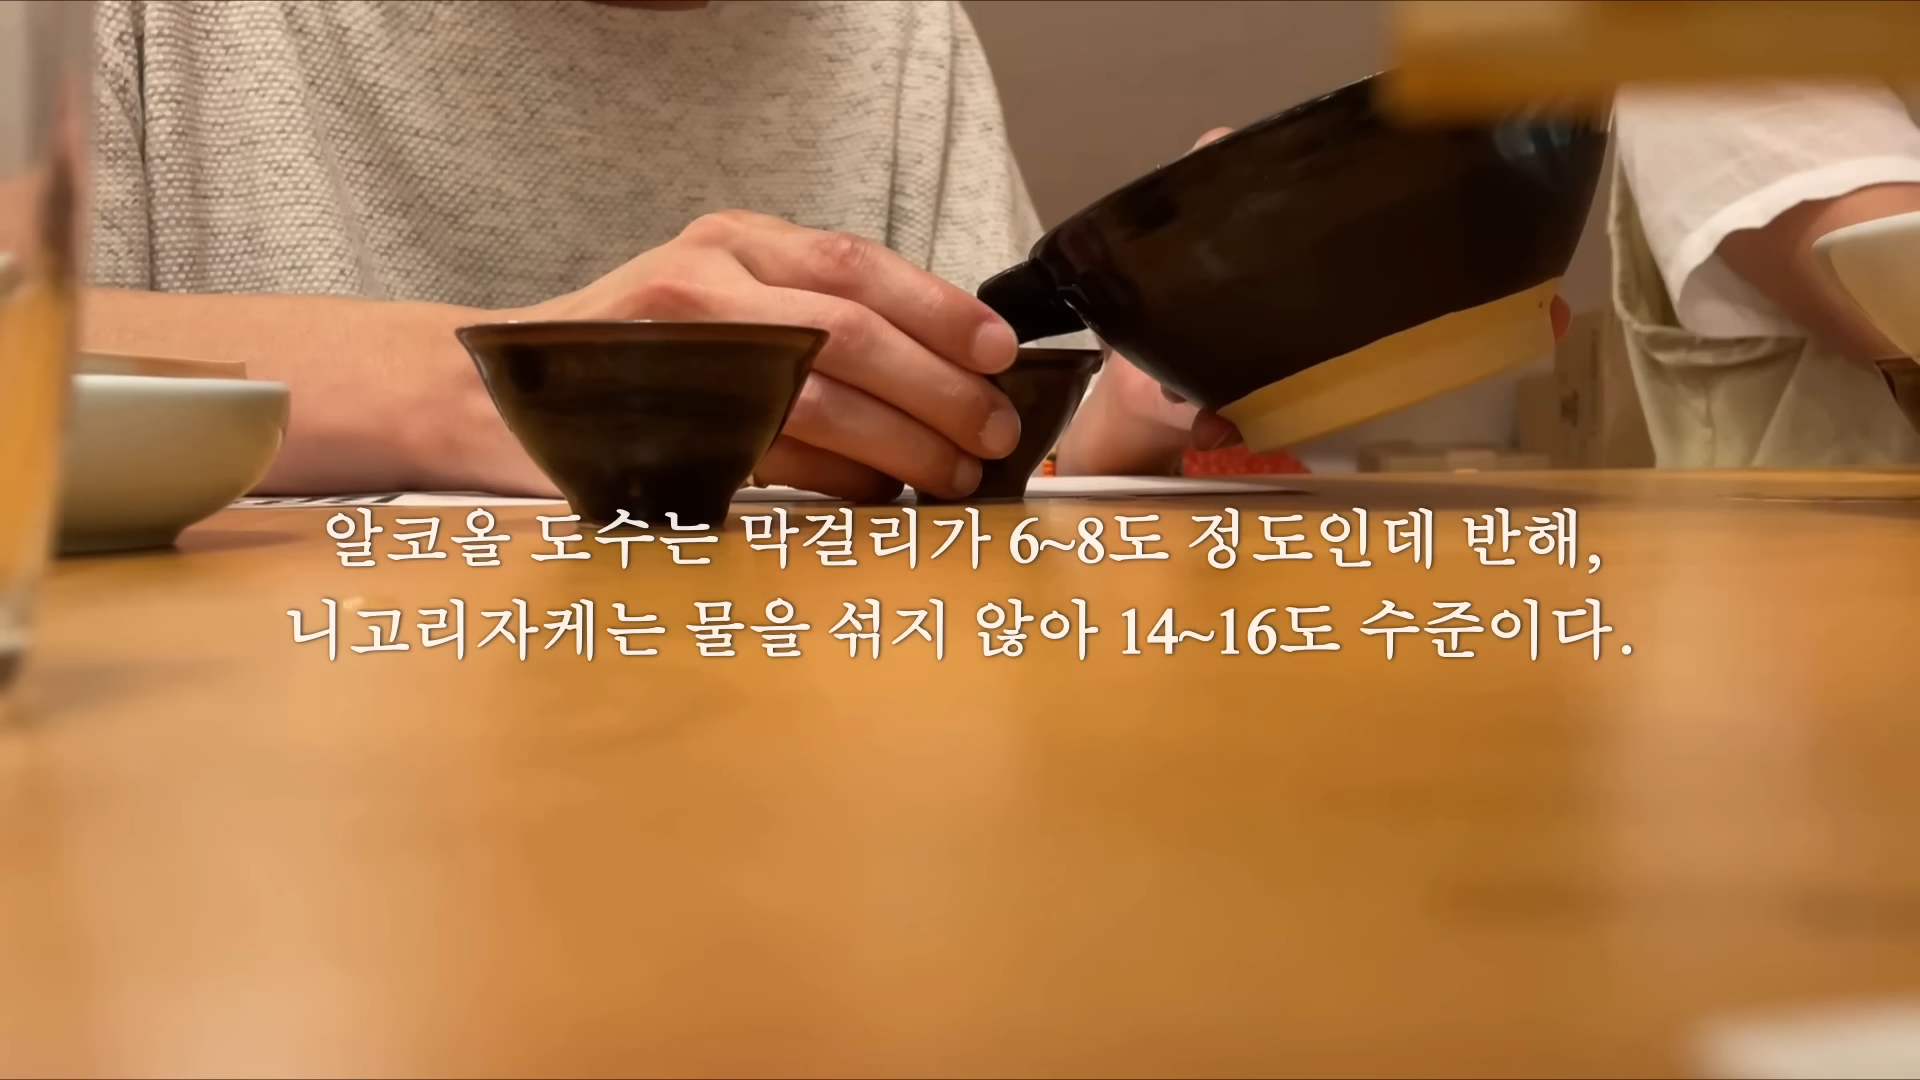 알코올 도수는 막걸리가 6~8도 정도인데 반해,
니고리자케는 물을 섞지 않아 14~16도 수준이다.